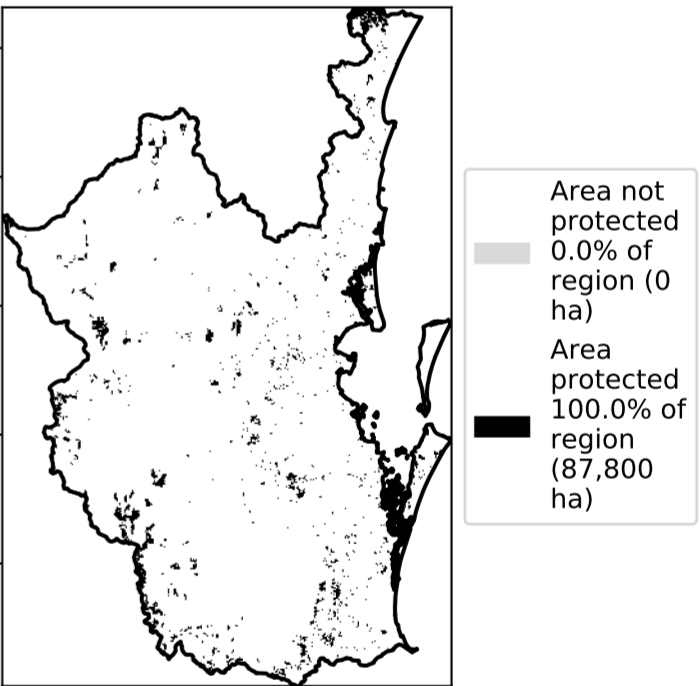 Area not
protected
0.0% of
region (0
ha)
Area
protected
100.0% of
region
(87,800
ha)